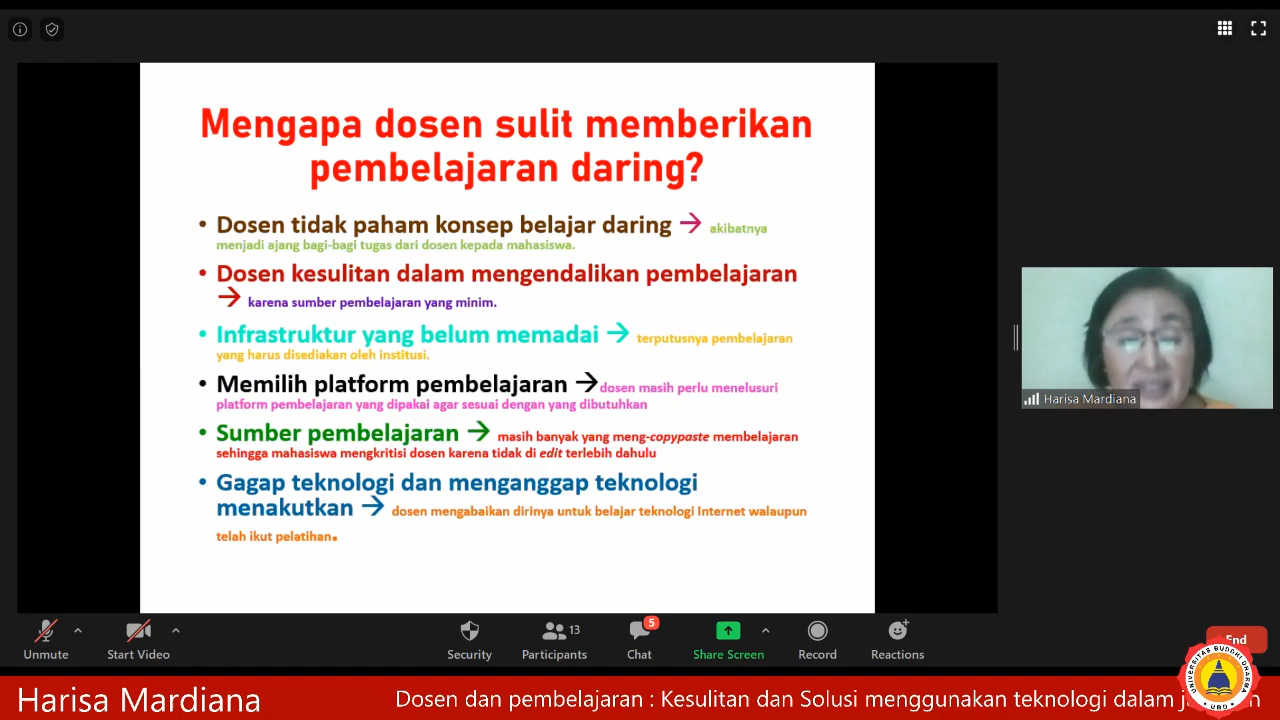 Mengapa dosen sulit memberikan
pembelajaran daring?
• Dosen tidak paham konsep belajar daring → akibatnya
menjadi ajang bagi-bagi tugas dari dosen kepada mahasiswa.
• Dosen kesulitan dalam mengendalikan pembelajaran
→ karena sumber pembelajaran yang minim.
• Infrastruktur yang belum memadai → terputusnya pembelajaran
yang harus disediakan oleh institusi.
• Memilih platform pembelajaran →dosen masih perlu menelusuri
platform pembelajaran yang dipakai agar sesuai dengan yang dibutuhkan
• Sumber pembelajaran → masih banyak yang meng-copypaste membelajaran
sehingga mahasiswa mengkritisi dosen karena tidak di edit terlebih dahulu
• Gagap teknologi dan menganggap teknologi
menakutkan → dosen mengabaikan dirinya untuk belajar teknologi Internet walaupun
telah ikut pelatihan.
Harisa Mardiana
13
5
Unmute
Start Video
Security
Participants
Chat
Share Screen
Record
Reactions
End
UNIVERSITAS BUDDHI DHARMA
UBD
Harisa Mardiana
Dosen dan pembelajaran : Kesulitan dan Solusi menggunakan teknologi dalam